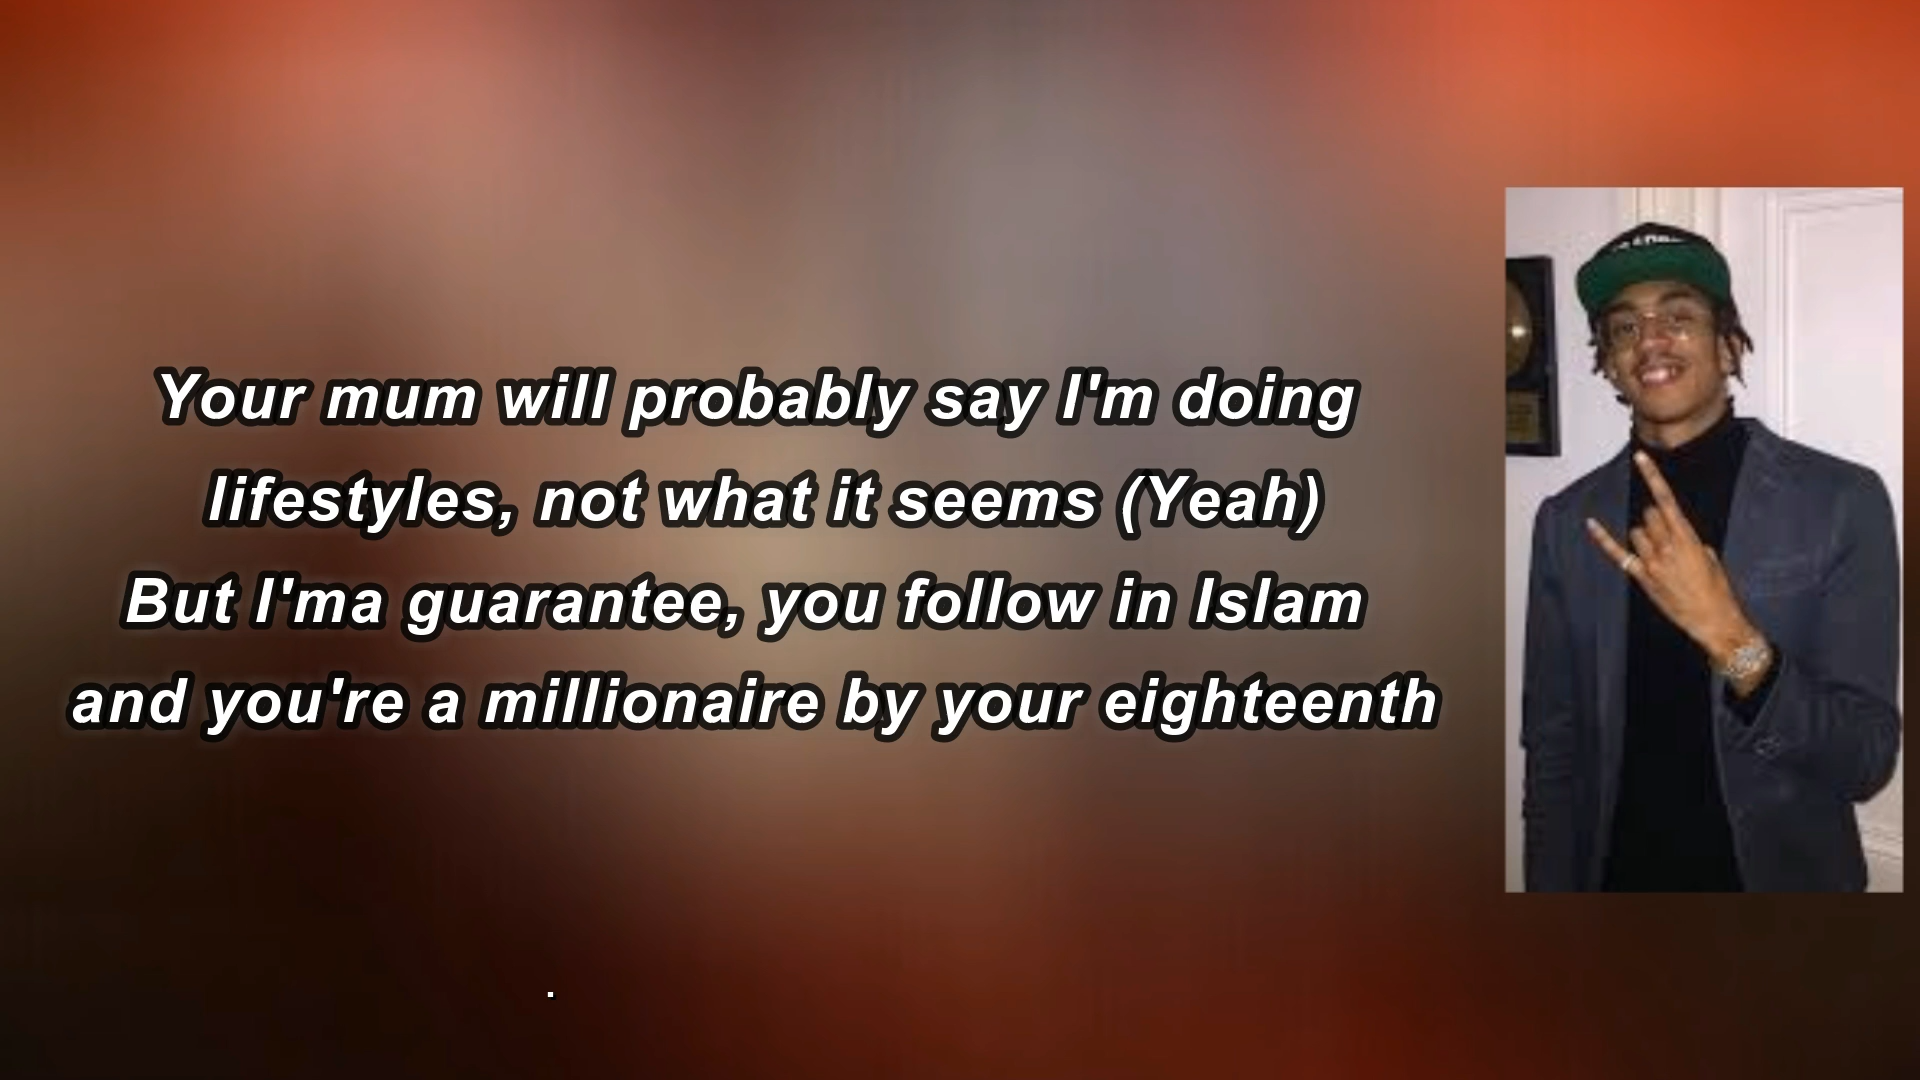 Your mum will probably say I'm doing
lifestyles, not what it seems (Yeah)
But I'ma guarantee, you follow in Islam
and you're a millionaire by your eighteenth
.